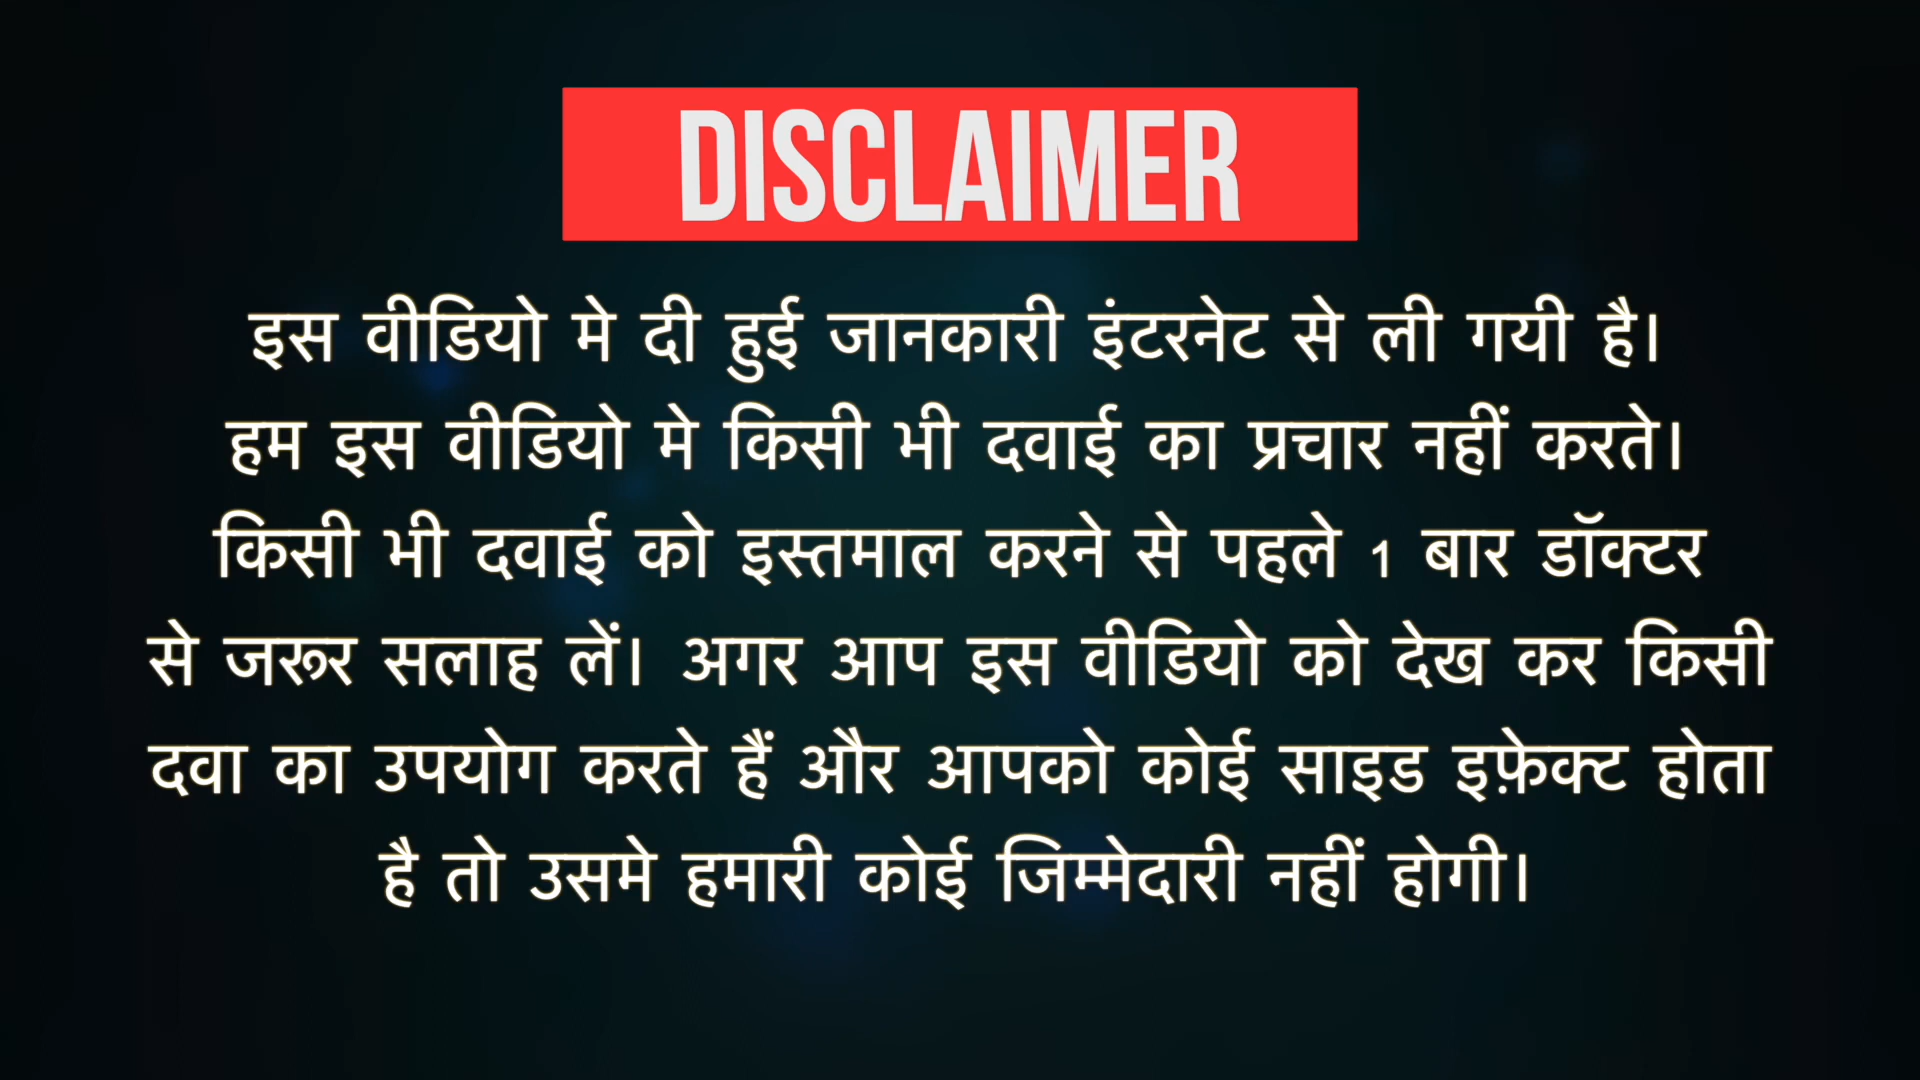 DISCLAIMER
इस वीडियो मे दी हुई जानकारी इंटरनेट से ली गयी है।
हम इस वीडियो मे किसी भी दवाई का प्रचार नहीं करते।
किसी भी दवाई को इस्तमाल करने से पहले 1 बार डॉक्टर
से जरूर सलाह लें। अगर आप इस वीडियो को देख कर किसी
दवा का उपयोग करते हैं और आपको कोई साइड इफ़ेक्ट होता
है तो उसमे हमारी कोई जिम्मेदारी नहीं होगी।